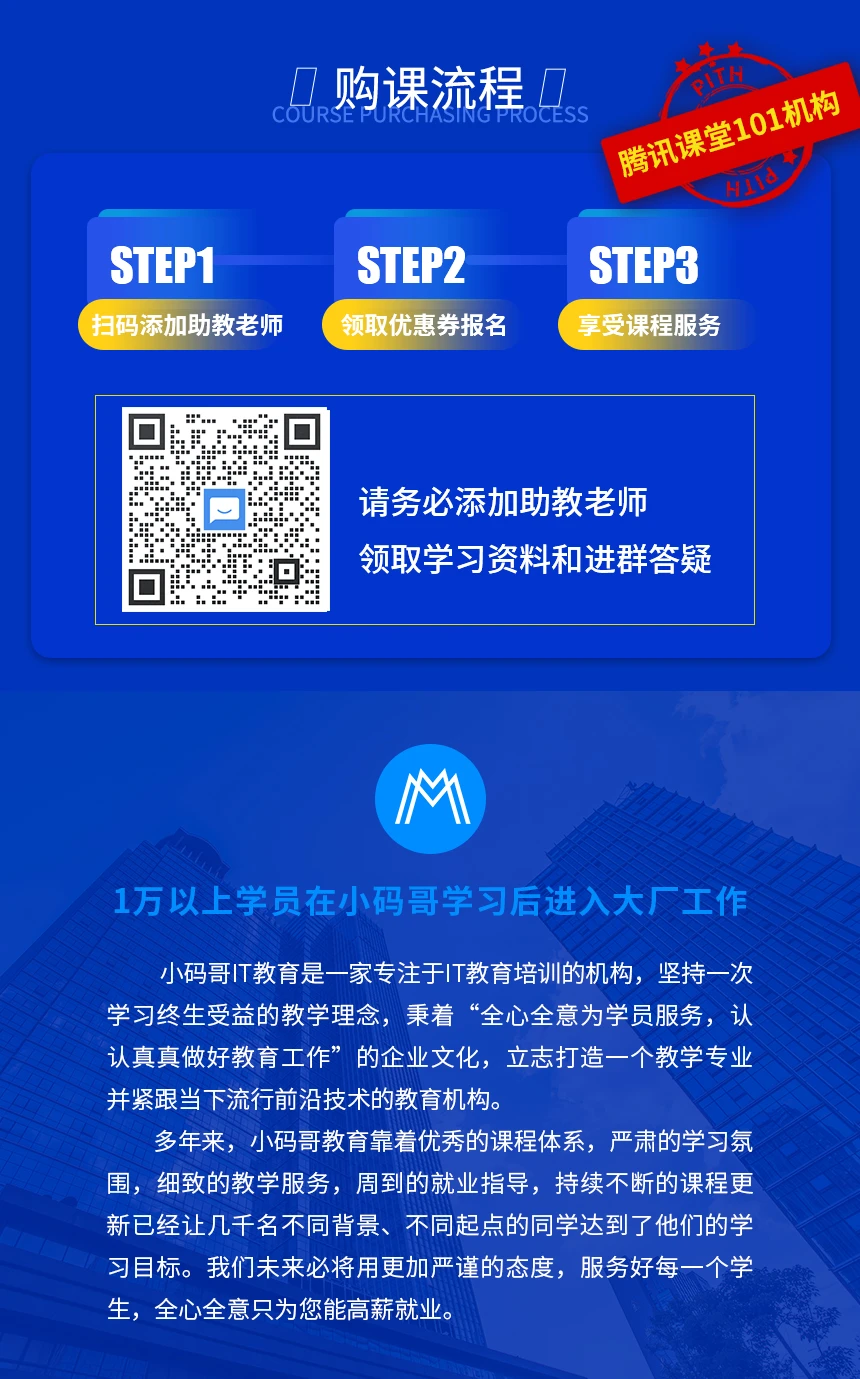 购课流程
COURSE PURCHASING PROCESS
PITH
腾讯课堂101机构
PITH
STEP1
STEP2
STEP3
扫码添加助教老师
领取优惠券报名
享受课程服务
请务必添加助教老师
领取学习资料和进群答疑
1万以上学员在小码哥学习后进入大厂工作
小码哥IT教育是一家专注于IT教育培训的机构，坚持一次
学习终生受益的教学理念，秉着“全心全意为学员服务，认
认真真做好教育工作”的企业文化，立志打造一个教学专业
并紧跟当下流行前沿技术的教育机构。
多年来，小码哥教育靠着优秀的课程体系，严肃的学习氛
围，细致的教学服务，周到的就业指导，持续不断的课程更
新已经让几千名不同背景、不同起点的同学达到了他们的学
习目标。我们未来必将用更加严谨的态度，服务好每一个学
生，全心全意只为您能高薪就业。